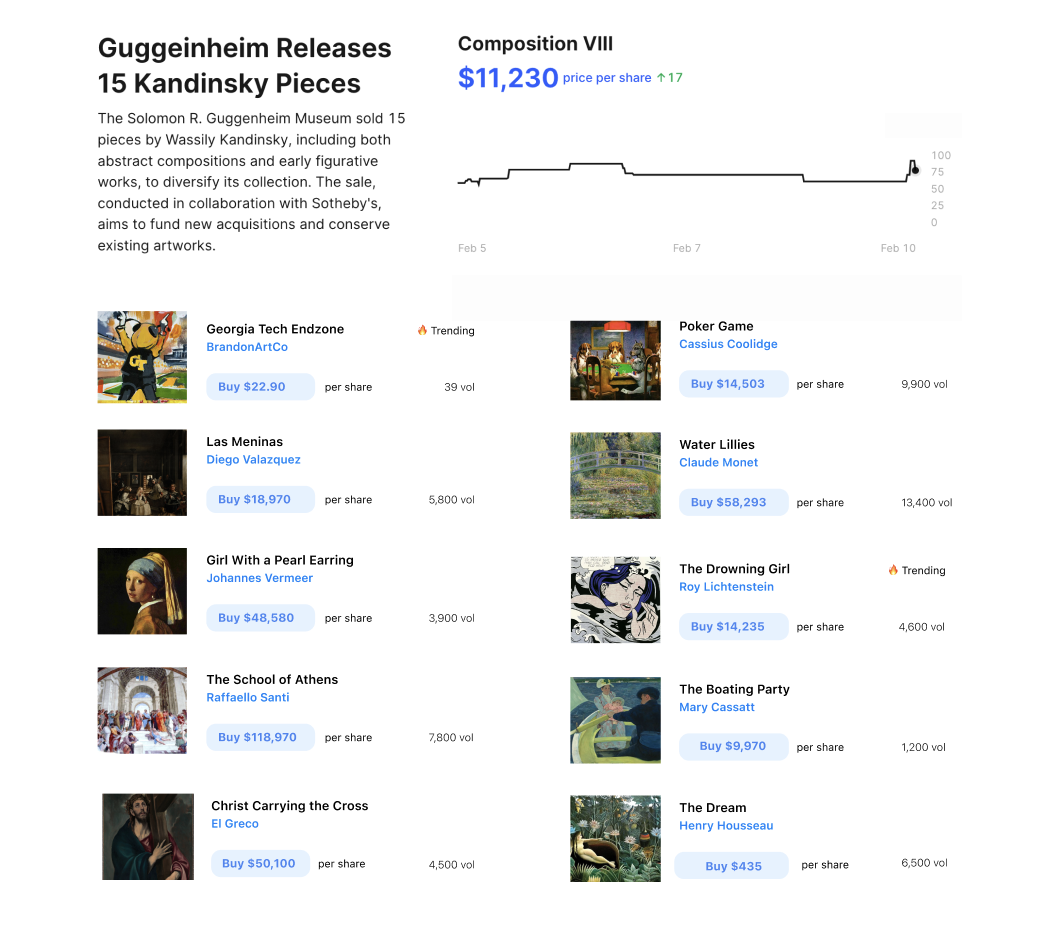 Guggeinheim Releases
15 Kandinsky Pieces
The Solomon R. Guggenheim Museum sold 15
pieces by Wassily Kandinsky, including both
abstract compositions and early figurative
works, to diversify its collection. The sale,
conducted in collaboration with Sotheby's,
aims to fund new acquisitions and conserve
existing artworks.
Composition VIII
$11,230 price per share ↑17
100
75
50
25
0
Feb 5 Feb 7 Feb 10
Georgia Tech Endzone 🔥 Trending
BrandonArtCo
GT
Buy $22.90 per share 39 vol
Poker Game
Cassius Coolidge
Buy $14,503 per share 9,900 vol
Las Meninas
Diego Valazquez
Buy $18,970 per share 5,800 vol
Water Lillies
Claude Monet
Buy $58,293 per share 13,400 vol
Girl With a Pearl Earring
Johannes Vermeer
Buy $48,580 per share 3,900 vol
The Drowning Girl 🔥 Trending
Roy Lichtenstein
Buy $14,235 per share 4,600 vol
The School of Athens
Raffaello Santi
Buy $118,970 per share 7,800 vol
The Boating Party
Mary Cassatt
Buy $9,970 per share 1,200 vol
Christ Carrying the Cross
El Greco
Buy $50,100 per share 4,500 vol
The Dream
Henry Housseau
Buy $435 per share 6,500 vol